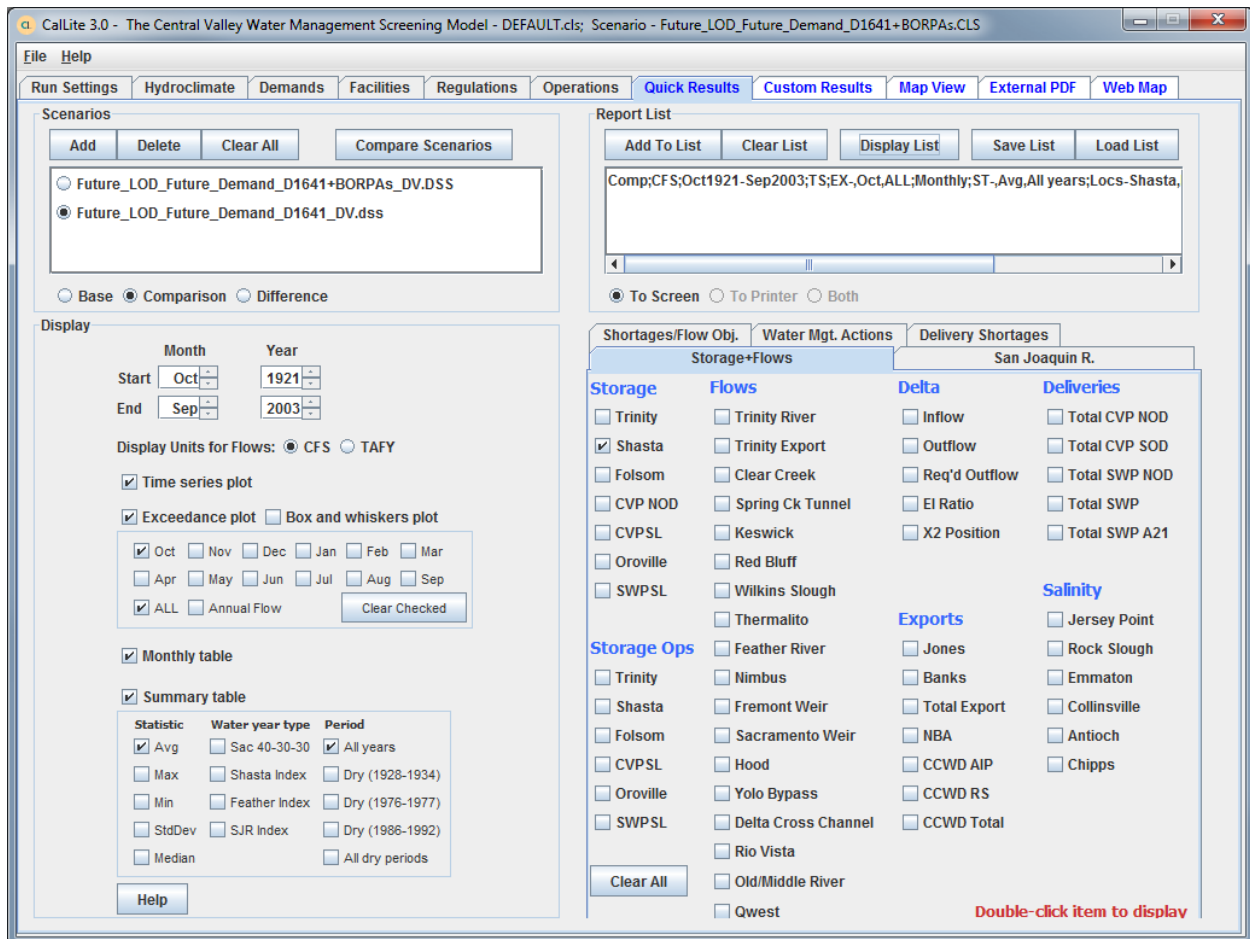 CalLite 3.0 - The Central Valley Water Management Screening Model - DEFAULT.cls; Scenario - Future_LOD_Future_Demand_D1641+BORPAs.CLS
File Help
Run Settings Hydroclimate Demands Facilities Regulations Operations Quick Results Custom Results Map View External PDF Web Map
Scenarios
Add Delete Clear All Compare Scenarios
Future_LOD_Future_Demand_D1641+BORPAs_DV.DSS
Future_LOD_Future_Demand_D1641_DV.dss
Base Comparison Difference
Report List
Add To List Clear List Display List Save List Load List
Comp;CFS;Oct1921-Sep2003;TS;EX-,Oct,ALL;Monthly;ST-,Avg,All years;Locs-Shasta,
To Screen To Printer Both
Display
Month Year
Start Oct 1921
End Sep 2003
Display Units for Flows: CFS TAFY
Time series plot
Exceedance plot Box and whiskers plot
Oct Nov Dec Jan Feb Mar
Apr May Jun Jul Aug Sep
ALL Annual Flow Clear Checked
Monthly table
Summary table
Statistic Water year type Period
Avg Sac 40-30-30 All years
Max Shasta Index Dry (1928-1934)
Min Feather Index Dry (1976-1977)
StdDev SJR Index Dry (1986-1992)
Median All dry periods
Help
Shortages/Flow Obj. Water Mgt. Actions Delivery Shortages
Storage+Flows San Joaquin R.
Storage
Trinity
Shasta
Folsom
CVP NOD
CVPSL
Oroville
SWPSL
Storage Ops
Trinity
Shasta
Folsom
CVPSL
Oroville
SWPSL
Clear All
Flows
Trinity River
Trinity Export
Clear Creek
Spring Ck Tunnel
Keswick
Red Bluff
Wilkins Slough
Thermalito
Feather River
Nimbus
Fremont Weir
Sacramento Weir
Hood
Yolo Bypass
Delta Cross Channel
Rio Vista
Old/Middle River
Qwest
Delta
Inflow
Outflow
Req'd Outflow
EI Ratio
X2 Position
Exports
Jones
Banks
Total Export
NBA
CCWD AIP
CCWD RS
CCWD Total
Deliveries
Total CVP NOD
Total CVP SOD
Total SWP NOD
Total SWP
Total SWP A21
Salinity
Jersey Point
Rock Slough
Emmaton
Collinsville
Antioch
Chipps
Double-click item to display